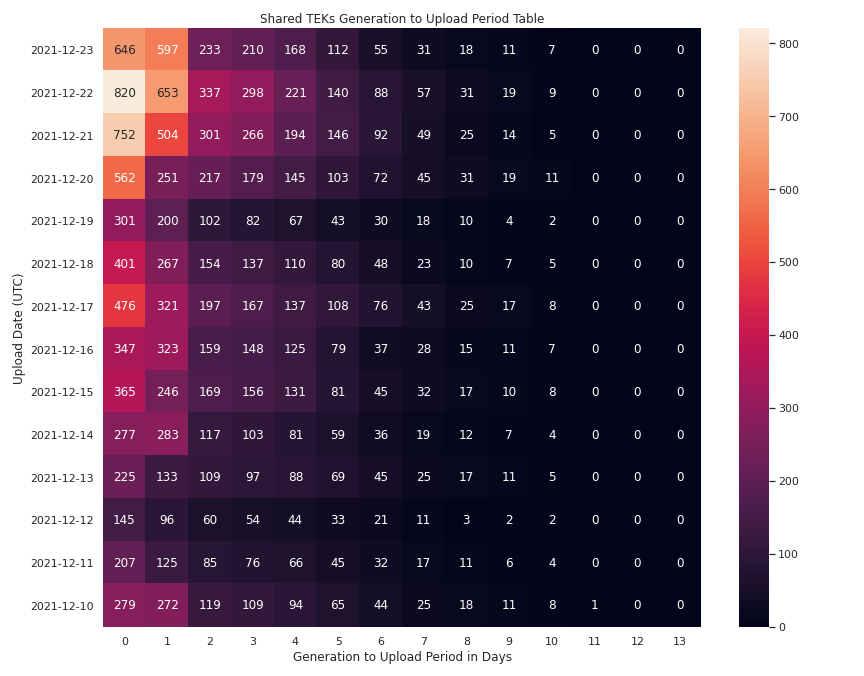 Shared TEKs Generation to Upload Period Table
Upload Date (UTC)
2021-12-23 646 597 233 210 168 112 55 31 18 11 7 0 0 0
2021-12-22 820 653 337 298 221 140 88 57 31 19 9 0 0 0
2021-12-21 752 504 301 266 194 146 92 49 25 14 5 0 0 0
2021-12-20 562 251 217 179 145 103 72 45 31 19 11 0 0 0
2021-12-19 301 200 102 82 67 43 30 18 10 4 2 0 0 0
2021-12-18 401 267 154 137 110 80 48 23 10 7 5 0 0 0
2021-12-17 476 321 197 167 137 108 76 43 25 17 8 0 0 0
2021-12-16 347 323 159 148 125 79 37 28 15 11 7 0 0 0
2021-12-15 365 246 169 156 131 81 45 32 17 10 8 0 0 0
2021-12-14 277 283 117 103 81 59 36 19 12 7 4 0 0 0
2021-12-13 225 133 109 97 88 69 45 25 17 11 5 0 0 0
2021-12-12 145 96 60 54 44 33 21 11 3 2 2 0 0 0
2021-12-11 207 125 85 76 66 45 32 17 11 6 4 0 0 0
2021-12-10 279 272 119 109 94 65 44 25 18 11 8 1 0 0
0 1 2 3 4 5 6 7 8 9 10 11 12 13
Generation to Upload Period in Days
800
700
600
500
400
300
200
100
0